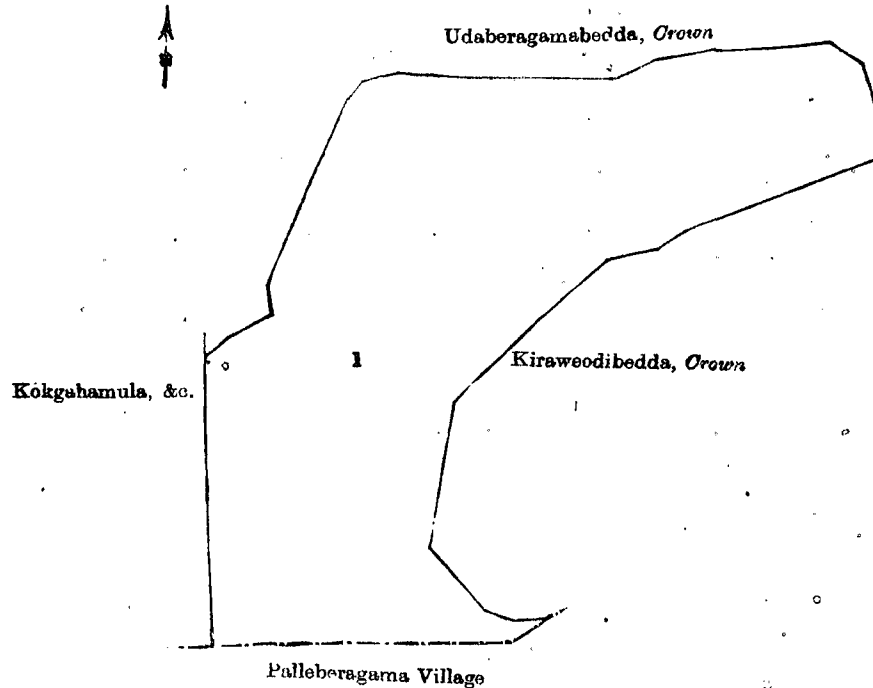 Udaberagamabedda, Crown
1
Kiraweodibedda, Crown
Kokgahamula, &c.
Palleberagama Village